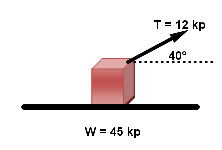 T = 12 kp
40°
W = 45 kp